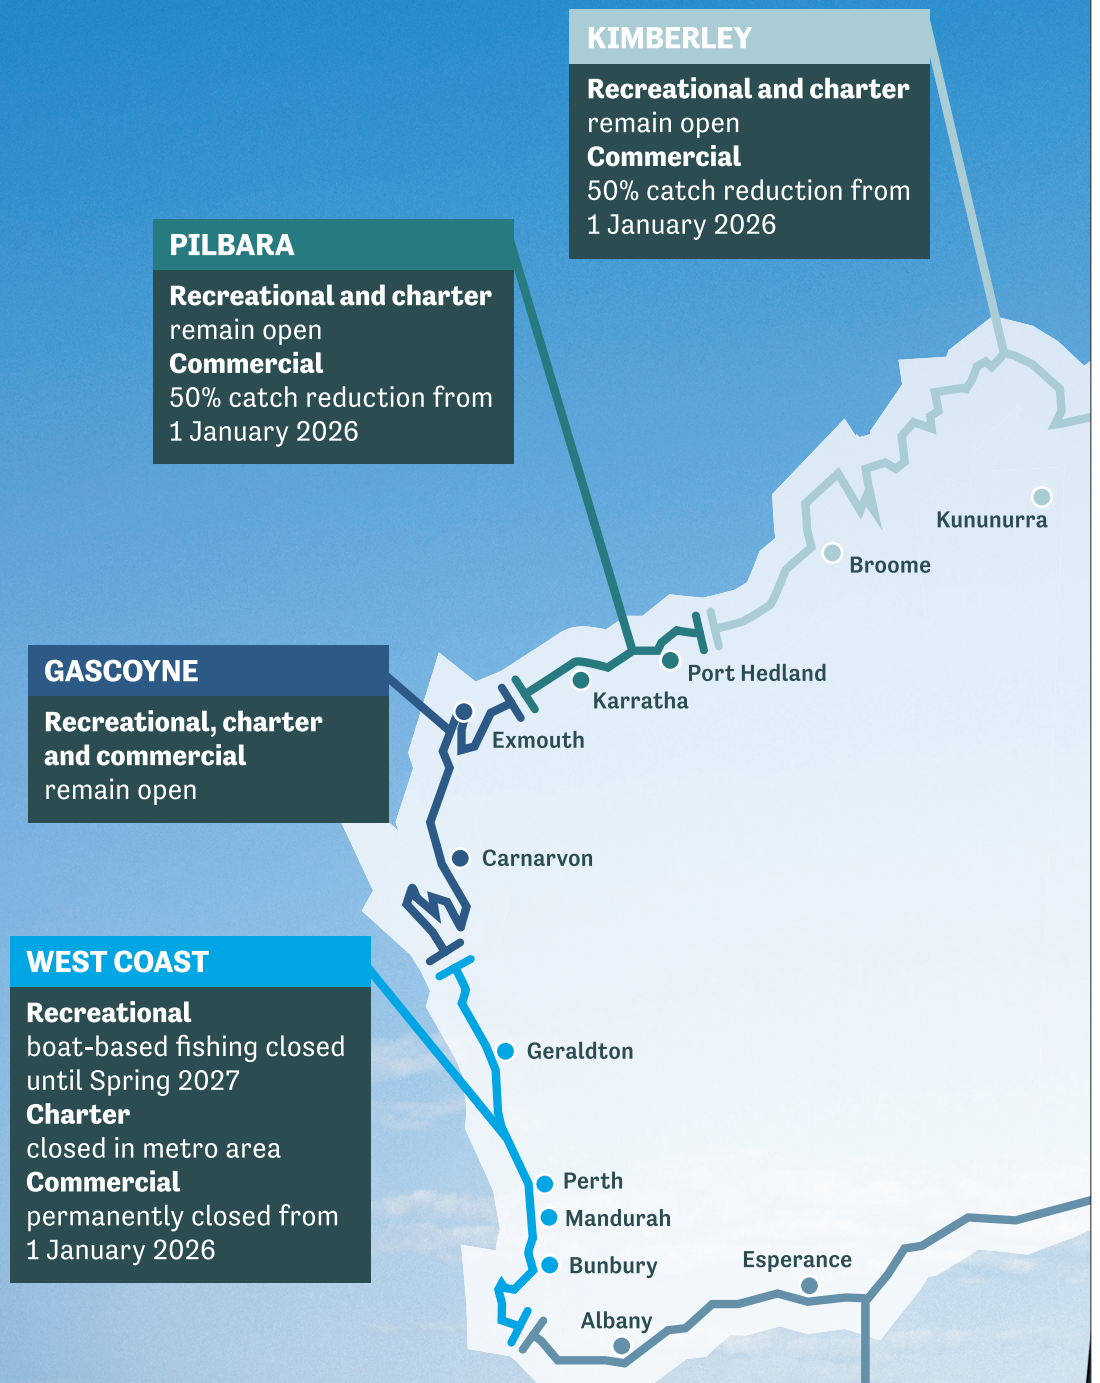 KIMBERLEY
Recreational and charter
remain open
Commercial
50% catch reduction from
1 January 2026
PILBARA
Recreational and charter
remain open
Commercial
50% catch reduction from
1 January 2026
Kununurra
Broome
Port Hedland
Karratha
GASCOYNE
Recreational, charter
and commercial
remain open
Exmouth
Carnarvon
WEST COAST
Recreational
boat-based fishing closed
until Spring 2027
Charter
closed in metro area
Commercial
permanently closed from
1 January 2026
Geraldton
Perth
Mandurah
Bunbury
Esperance
Albany